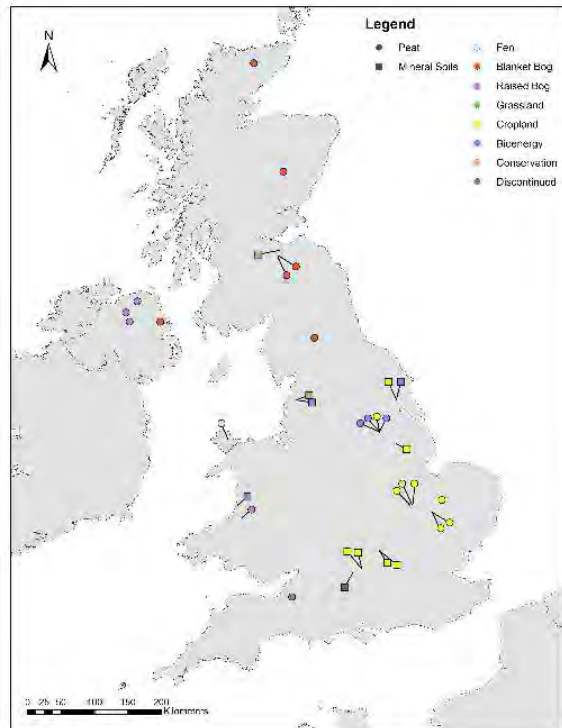 N
Legend
Peat
Mineral Soils
Fen
Blanket Bog
Raised Bog
Grassland
Cropland
Bioenergy
Conservation
Discontinued
0 25 50 100 150 200
Kilometers